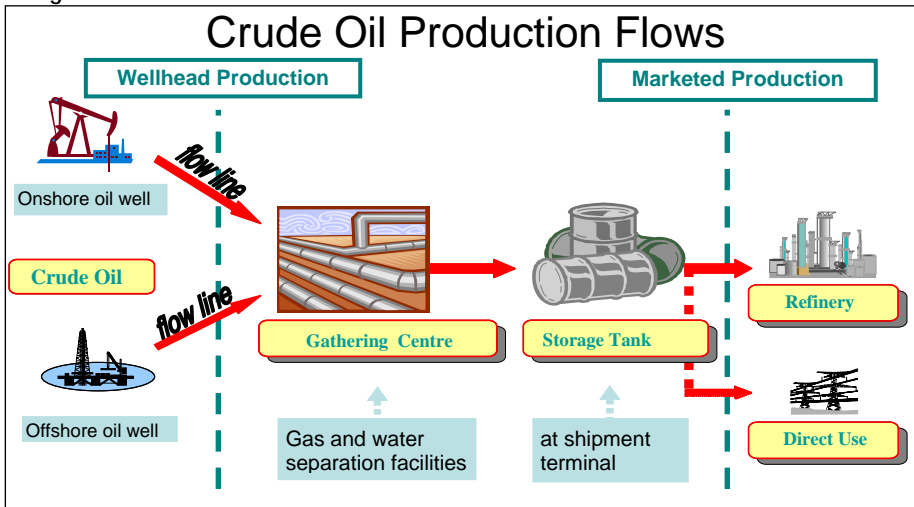 Crude Oil Production Flows
Wellhead Production
Marketed Production
flow line
Onshore oil well
Crude Oil
flow line
Gathering Centre
Storage Tank
Refinery
Offshore oil well
Gas and water
separation facilities
at shipment
terminal
Direct Use